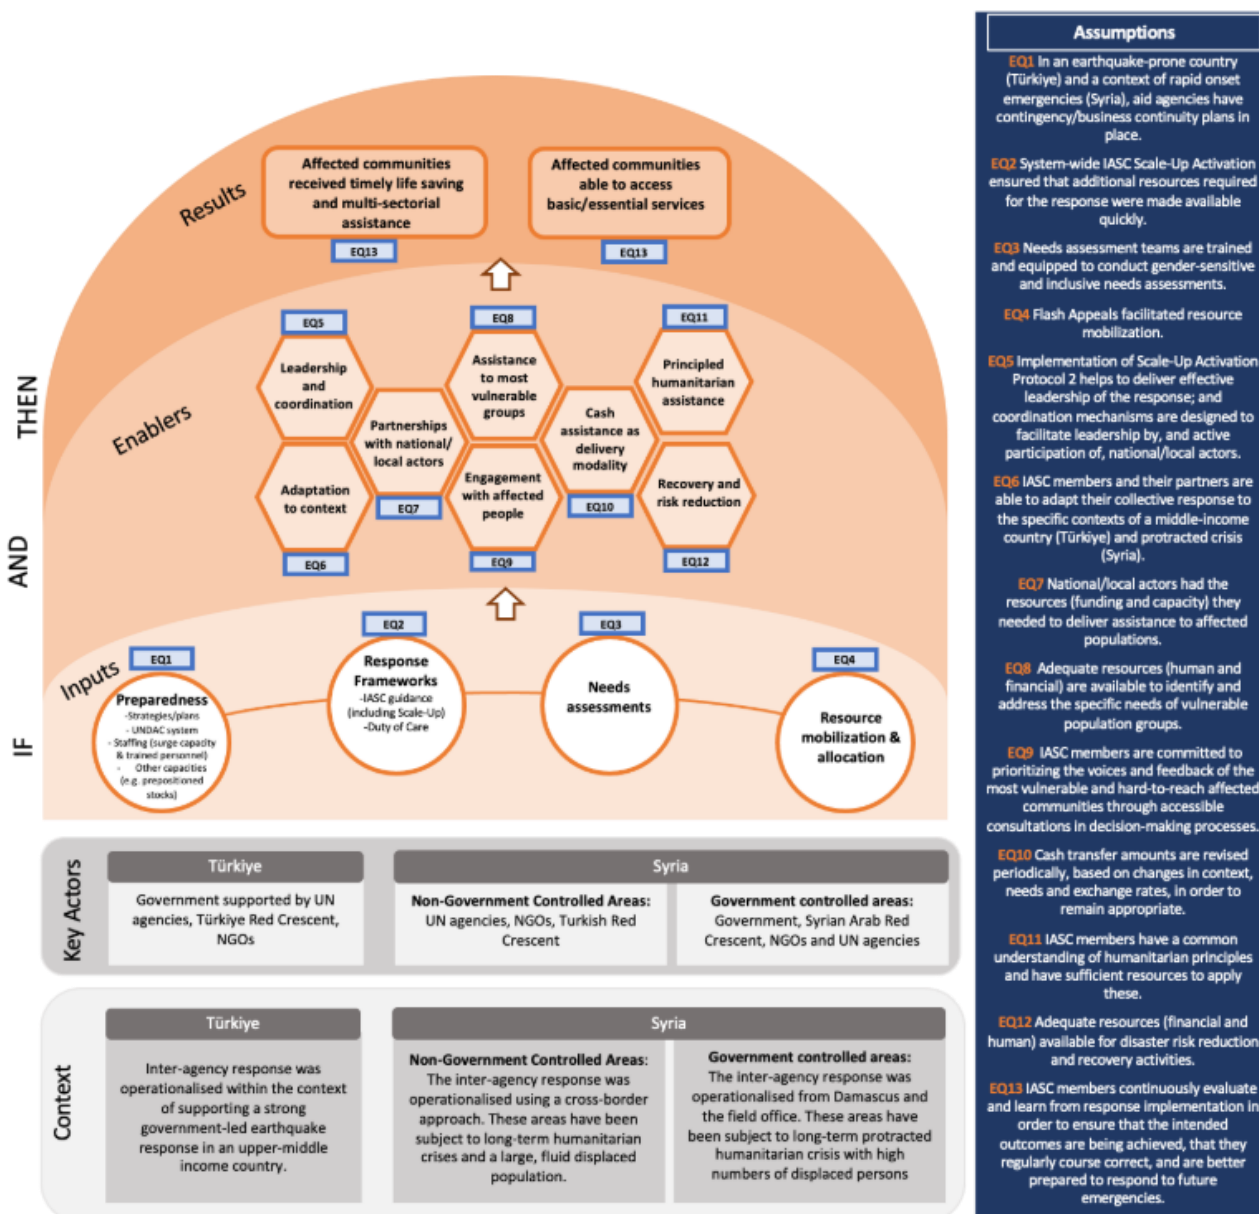 Results
Affected communities
received timely life saving
and multi-sectorial
assistance
EQ13
Affected communities
able to access
basic/essential services
EQ13
THEN
Enablers
EQ5
Leadership
and
coordination
EQ8
Assistance
to most
vulnerable
groups
EQ11
Principled
humanitarian
assistance
Partnerships
with national/
local actors
EQ7
Cash
assistance as
delivery
modality
EQ10
Adaptation
to context
EQ6
Engagement
with affected
people
EQ9
Recovery and
risk reduction
EQ12
AND
Inputs
IF
EQ1
Preparedness
-Strategies/plans
- UNDAC system
- Staffing (surge capacity
& trained personnel)
- Other capacities
(e.g. prepositioned
stocks)
EQ2
Response
Frameworks
-IASC guidance
(including Scale-Up)
-Duty of Care
EQ3
Needs
assessments
EQ4
Resource
mobilization &
allocation
Key Actors
Türkiye
Government supported by UN
agencies, Türkiye Red Crescent,
NGOs
Syria
Non-Government Controlled Areas:
UN agencies, NGOs, Turkish Red
Crescent
Government controlled areas:
Government, Syrian Arab Red
Crescent, NGOs and UN agencies
Context
Türkiye
Inter-agency response was
operationalised within the context
of supporting a strong
government-led earthquake
response in an upper-middle
income country.
Syria
Non-Government Controlled Areas:
The inter-agency response was
operationalised using a cross-border
approach. These areas have been
subject to long-term humanitarian
crises and a large, fluid displaced
population.
Government controlled areas:
The inter-agency response was
operationalised from Damascus and
the field office. These areas have
been subject to long-term protracted
humanitarian crisis with high
numbers of displaced persons
Assumptions
EQ1 In an earthquake-prone country
(Türkiye) and a context of rapid onset
emergencies (Syria), aid agencies have
contingency/business continuity plans in
place.
EQ2 System-wide IASC Scale-Up Activation
ensured that additional resources required
for the response were made available
quickly.
EQ3 Needs assessment teams are trained
and equipped to conduct gender-sensitive
and inclusive needs assessments.
EQ4 Flash Appeals facilitated resource
mobilization.
EQ5 Implementation of Scale-Up Activation
Protocol 2 helps to deliver effective
leadership of the response; and
coordination mechanisms are designed to
facilitate leadership by, and active
participation of, national/local actors.
EQ6 IASC members and their partners are
able to adapt their collective response to
the specific contexts of a middle-income
country (Türkiye) and protracted crisis
(Syria).
EQ7 National/local actors had the
resources (funding and capacity) they
needed to deliver assistance to affected
populations.
EQ8 Adequate resources (human and
financial) are available to identify and
address the specific needs of vulnerable
population groups.
EQ9 IASC members are committed to
prioritizing the voices and feedback of the
most vulnerable and hard-to-reach affected
communities through accessible
consultations in decision-making processes.
EQ10 Cash transfer amounts are revised
periodically, based on changes in context,
needs and exchange rates, in order to
remain appropriate.
EQ11 IASC members have a common
understanding of humanitarian principles
and have sufficient resources to apply
these.
EQ12 Adequate resources (financial and
human) available for disaster risk reduction
and recovery activities.
EQ13 IASC members continuously evaluate
and learn from response implementation in
order to ensure that the intended
outcomes are being achieved, that they
regularly course correct, and are better
prepared to respond to future
emergencies.